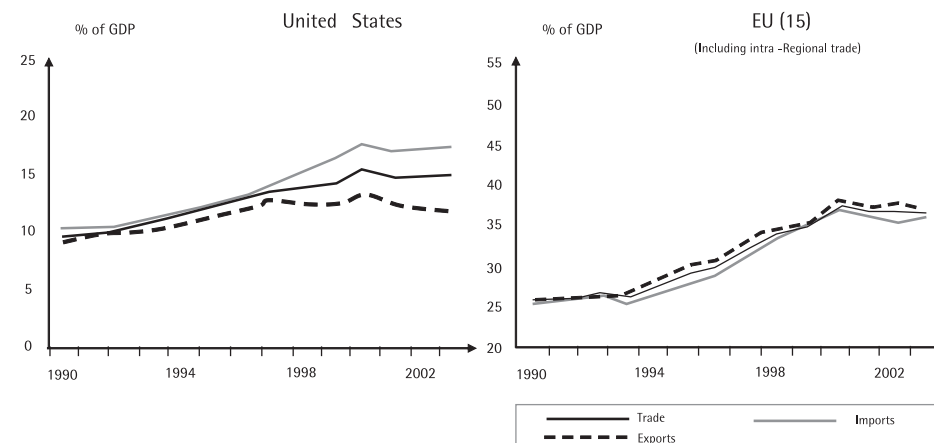 United States
% of GDP
25
20
15
10
5
0
1990 1994 1998 2002
EU (15)
% of GDP
(Including intra -Regional trade)
55
50
45
40
35
30
25
20
1990 1994 1998 2002
Trade Imports
Exports